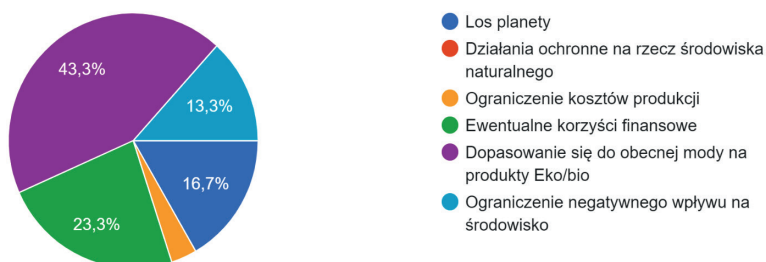 43,3%
13,3%
16,7%
23,3%
Los planety
Działania ochronne na rzecz środowiska
naturalnego
Ograniczenie kosztów produkcji
Ewentualne korzyści finansowe
Dopasowanie się do obecnej mody na
produkty Eko/bio
Ograniczenie negatywnego wpływu na
środowisko